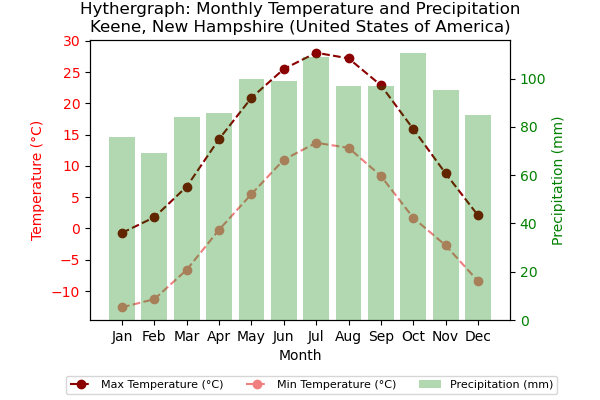 Hythergraph: Monthly Temperature and Precipitation
Keene, New Hampshire (United States of America)
30
25
20
15
10
5
0
−5
−10
Temperature (°C)
100
80
60
40
20
0
Precipitation (mm)
Jan Feb Mar Apr May Jun Jul Aug Sep Oct Nov Dec
Month
Max Temperature (°C) Min Temperature (°C) Precipitation (mm)